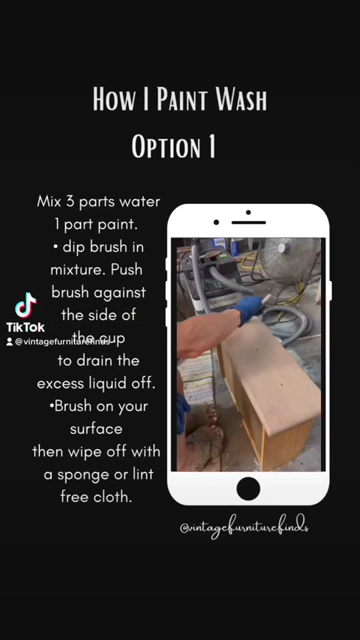 How I Paint Wash
Option 1
Mix 3 parts water
1 part paint.
• dip brush in
mixture. Push
brush against
the side of
the cup
to drain the
excess liquid off.
•Brush on your
surface
then wipe off with
a sponge or lint
free cloth.
TikTok
@vintagefurniturefinds
@vintagefurniturefinds